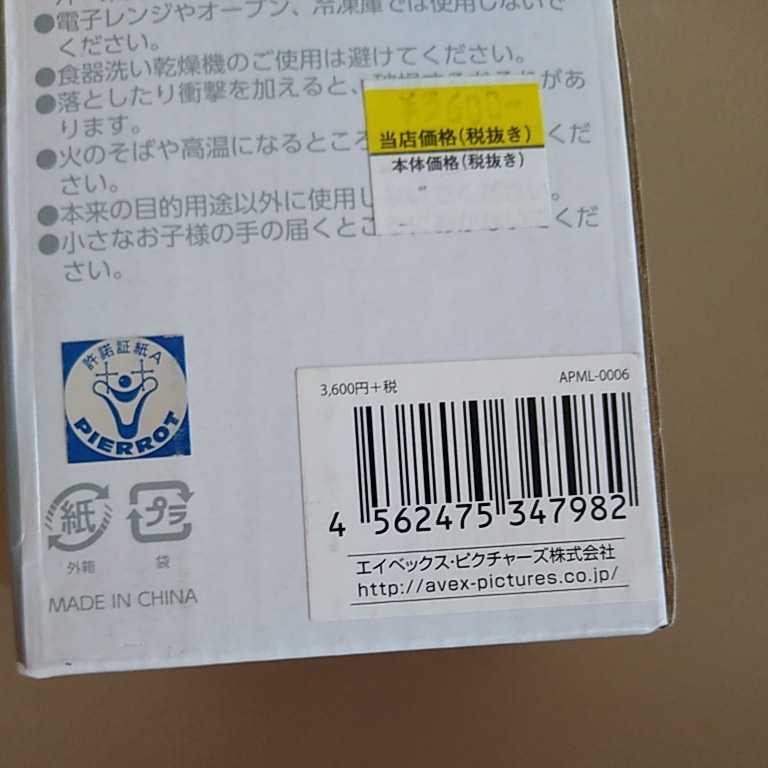 ●電子レンジやオーブン、冷凍庫では使用しないで
ください。
●食器洗い乾燥機のご使用は避けてください。
●落としたり衝撃を加えると、があ
ります。
●火のそばや高温になるところくだ
さい。
●本来の目的用途以外に使用し
●小さなお子様の手の届くとこくだ
さい。
¥3600-
当店価格(税抜き)
本体価格(税抜き)
許諾証紙A
PIERROT
3,600円+税 APML-0006
4 562475 347982
エイベックス・ピクチャーズ株式会社
http://avex-pictures.co.jp/
紙
外箱
プラ
袋
MADE IN CHINA